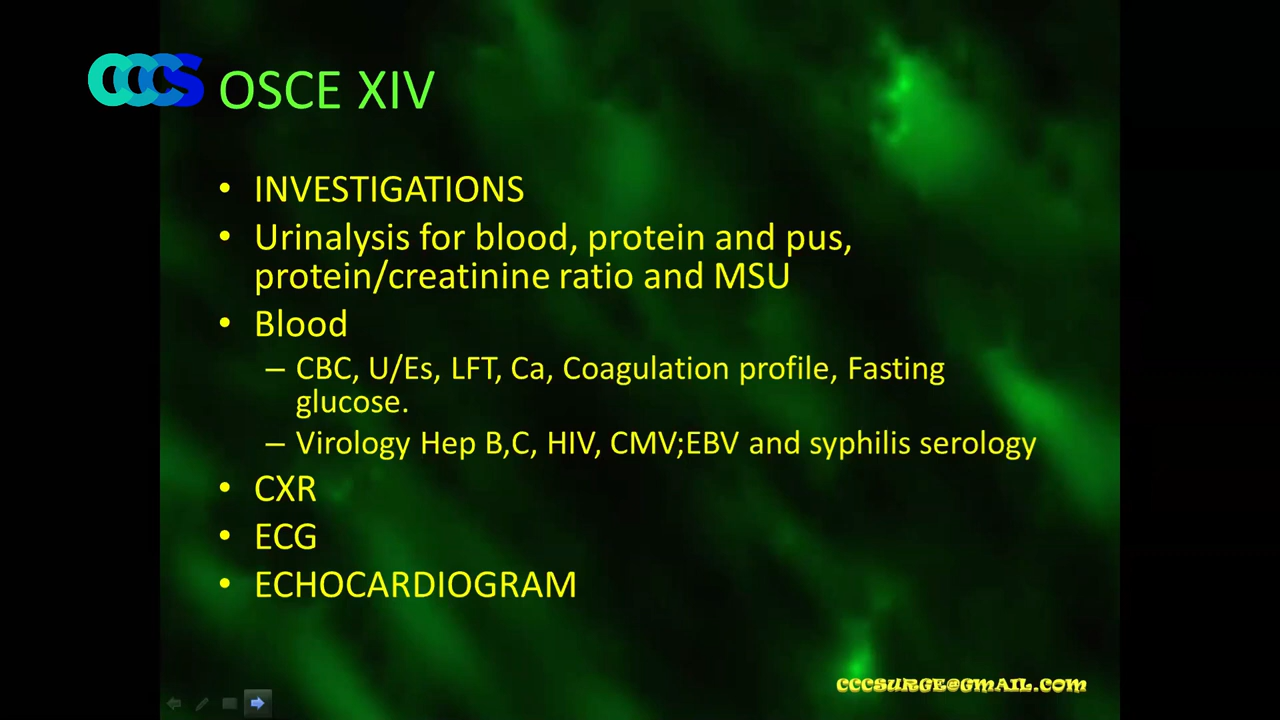 CCCS
OSCE XIV
• INVESTIGATIONS
• Urinalysis for blood, protein and pus,
protein/creatinine ratio and MSU
• Blood
– CBC, U/Es, LFT, Ca, Coagulation profile, Fasting
glucose.
– Virology Hep B,C, HIV, CMV;EBV and syphilis serology
• CXR
• ECG
• ECHOCARDIOGRAM
CCCSURGE@GMAIL.COM